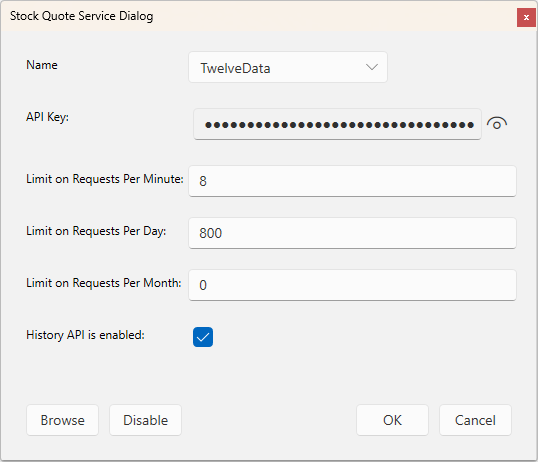 Stock Quote Service Dialog
Name
TwelveData
API Key:
●●●●●●●●●●●●●●●●●●●●●●●●●●●●●●●●
Limit on Requests Per Minute:
8
Limit on Requests Per Day:
800
Limit on Requests Per Month:
0
History API is enabled:
Browse
Disable
OK
Cancel